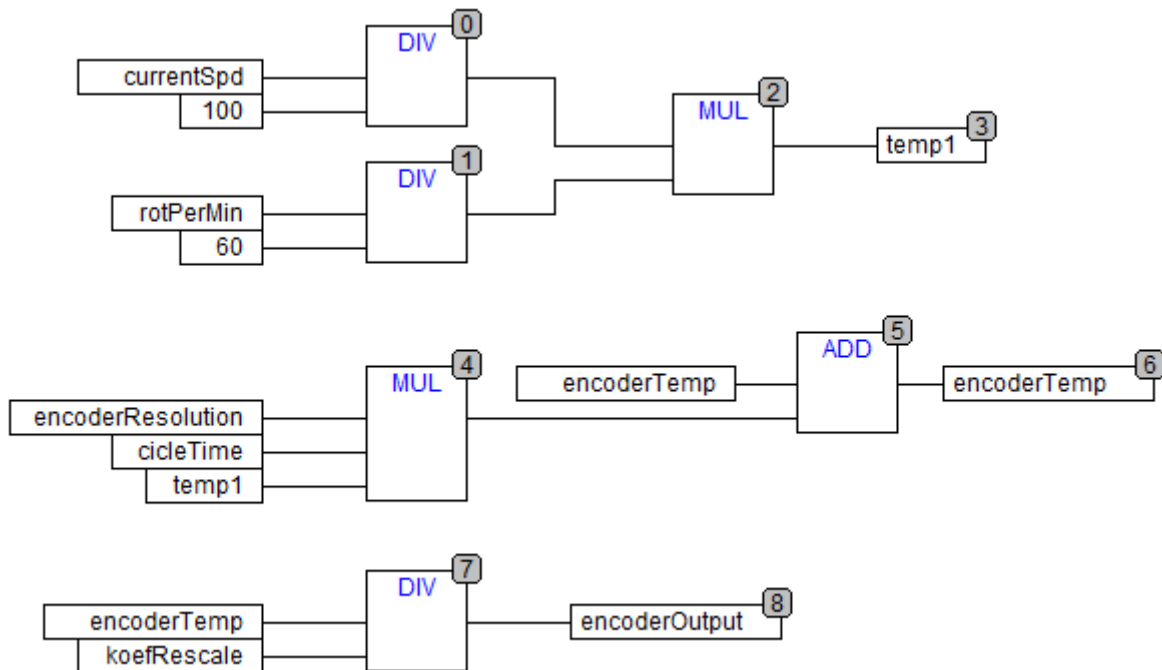 0
DIV
currentSpd
100
2
MUL
3
temp1
1
DIV
rotPerMin
60
5
ADD
4
MUL
encoderTemp
6
encoderTemp
encoderResolution
cicleTime
temp1
7
DIV
8
encoderOutput
encoderTemp
koefRescale